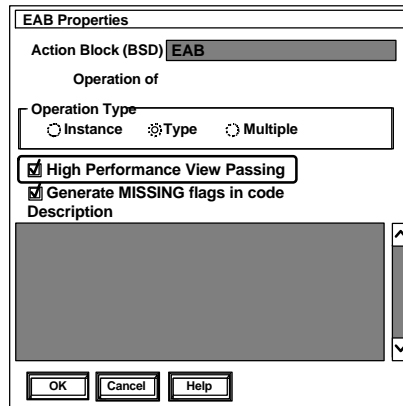 EAB Properties
Action Block (BSD) EAB
Operation of
Operation Type
Instance Type Multiple
High Performance View Passing
Generate MISSING flags in code
Description
OK Cancel Help